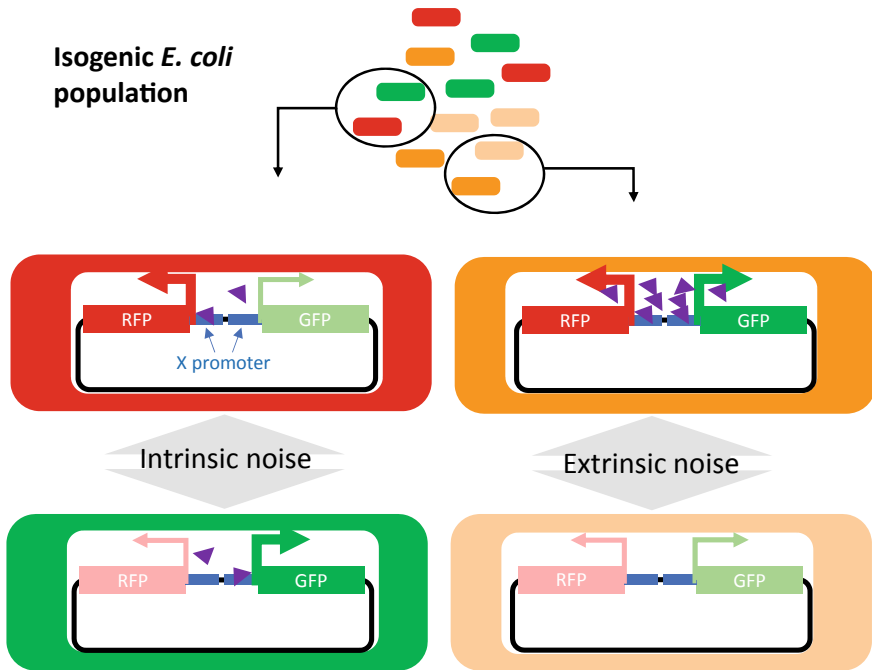 Isogenic E. coli
population
RFP
GFP
X promoter
RFP
GFP
Intrinsic noise
Extrinsic noise
RFP
GFP
RFP
GFP